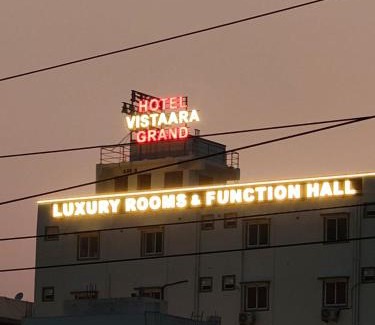 HOTEL
VISTAARA
GRAND
LUXURY ROOMS & FUNCTION HALL